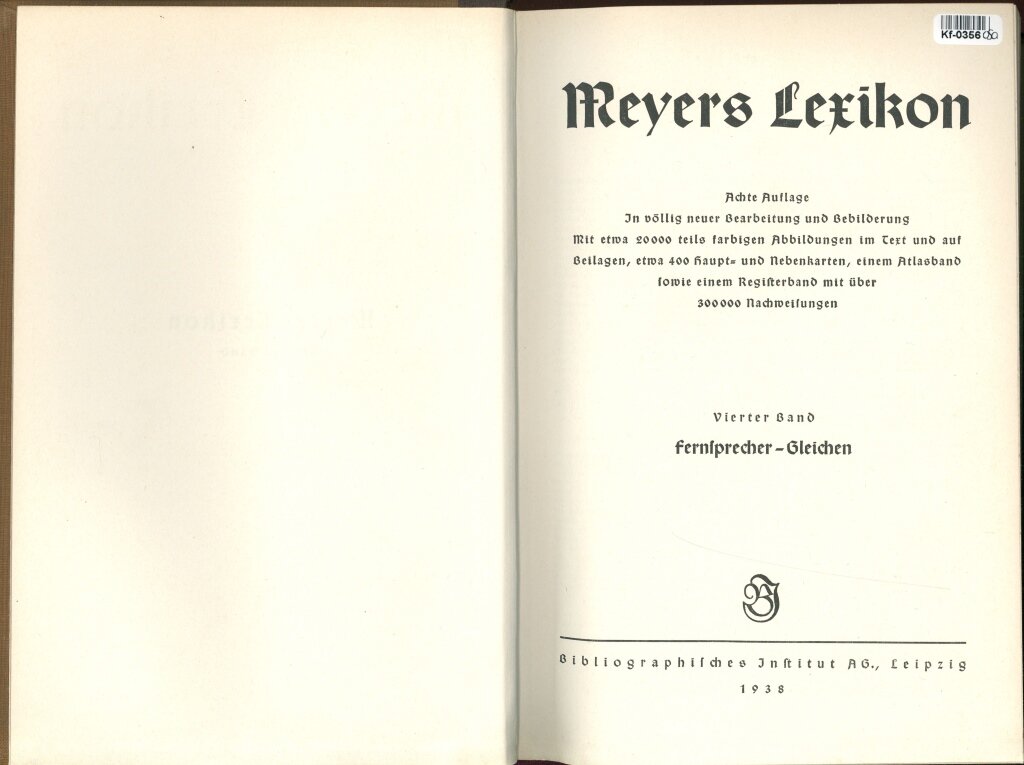 Kf-0356
Meyers Lexikon
Achte Auflage
In völlig neuer Bearbeitung und Bebilderung
Mit etwa 20000 teils farbigen Abbildungen im Text und auf
Beilagen, etwa 400 Haupt- und Nebenkarten, einem Atlasband
sowie einem Registerband mit über
300000 Nachweisungen
Vierter Band
Fernsprecher – Gleichen
BJ
Bibliographisches Institut AG., Leipzig
1938